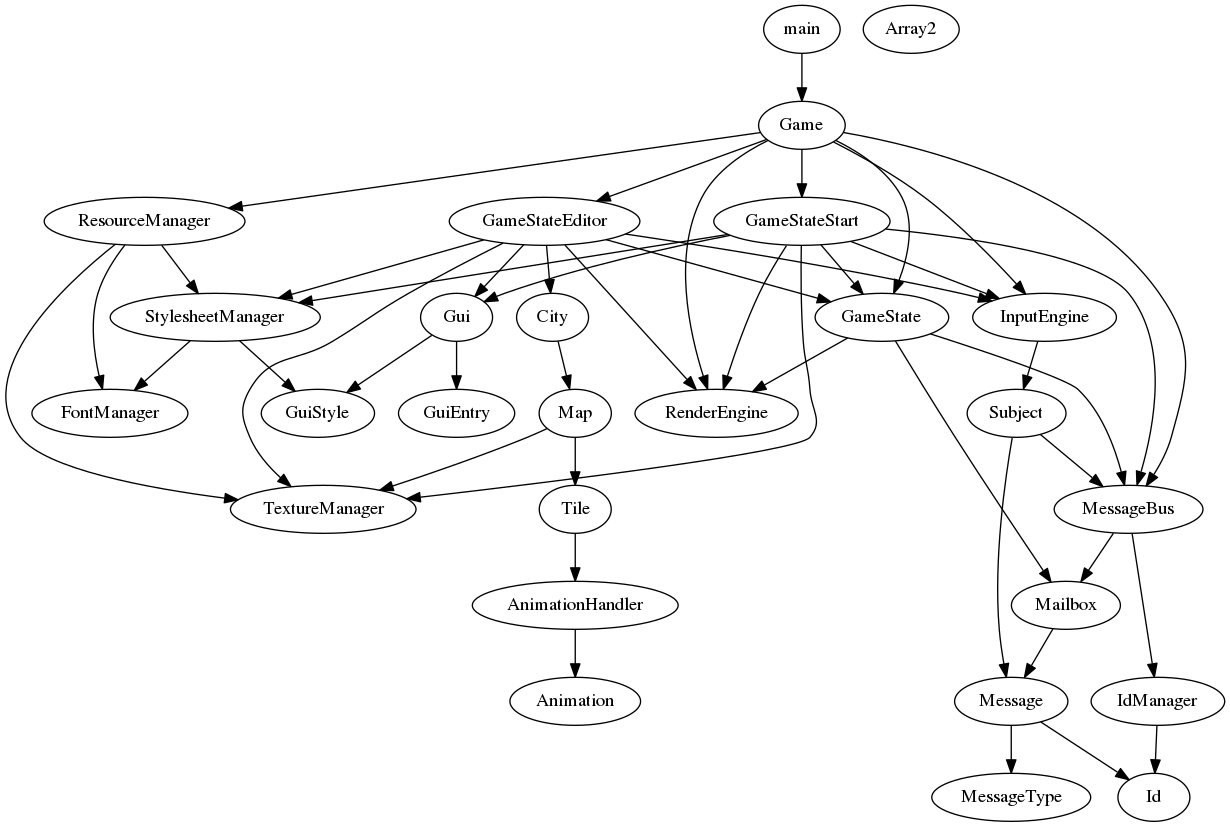 main
Array2
Game
ResourceManager
GameStateEditor
GameStateStart
StylesheetManager
Gui
City
GameState
InputEngine
FontManager
GuiStyle
GuiEntry
Map
RenderEngine
Subject
TextureManager
Tile
MessageBus
AnimationHandler
Mailbox
Animation
Message
IdManager
MessageType
Id